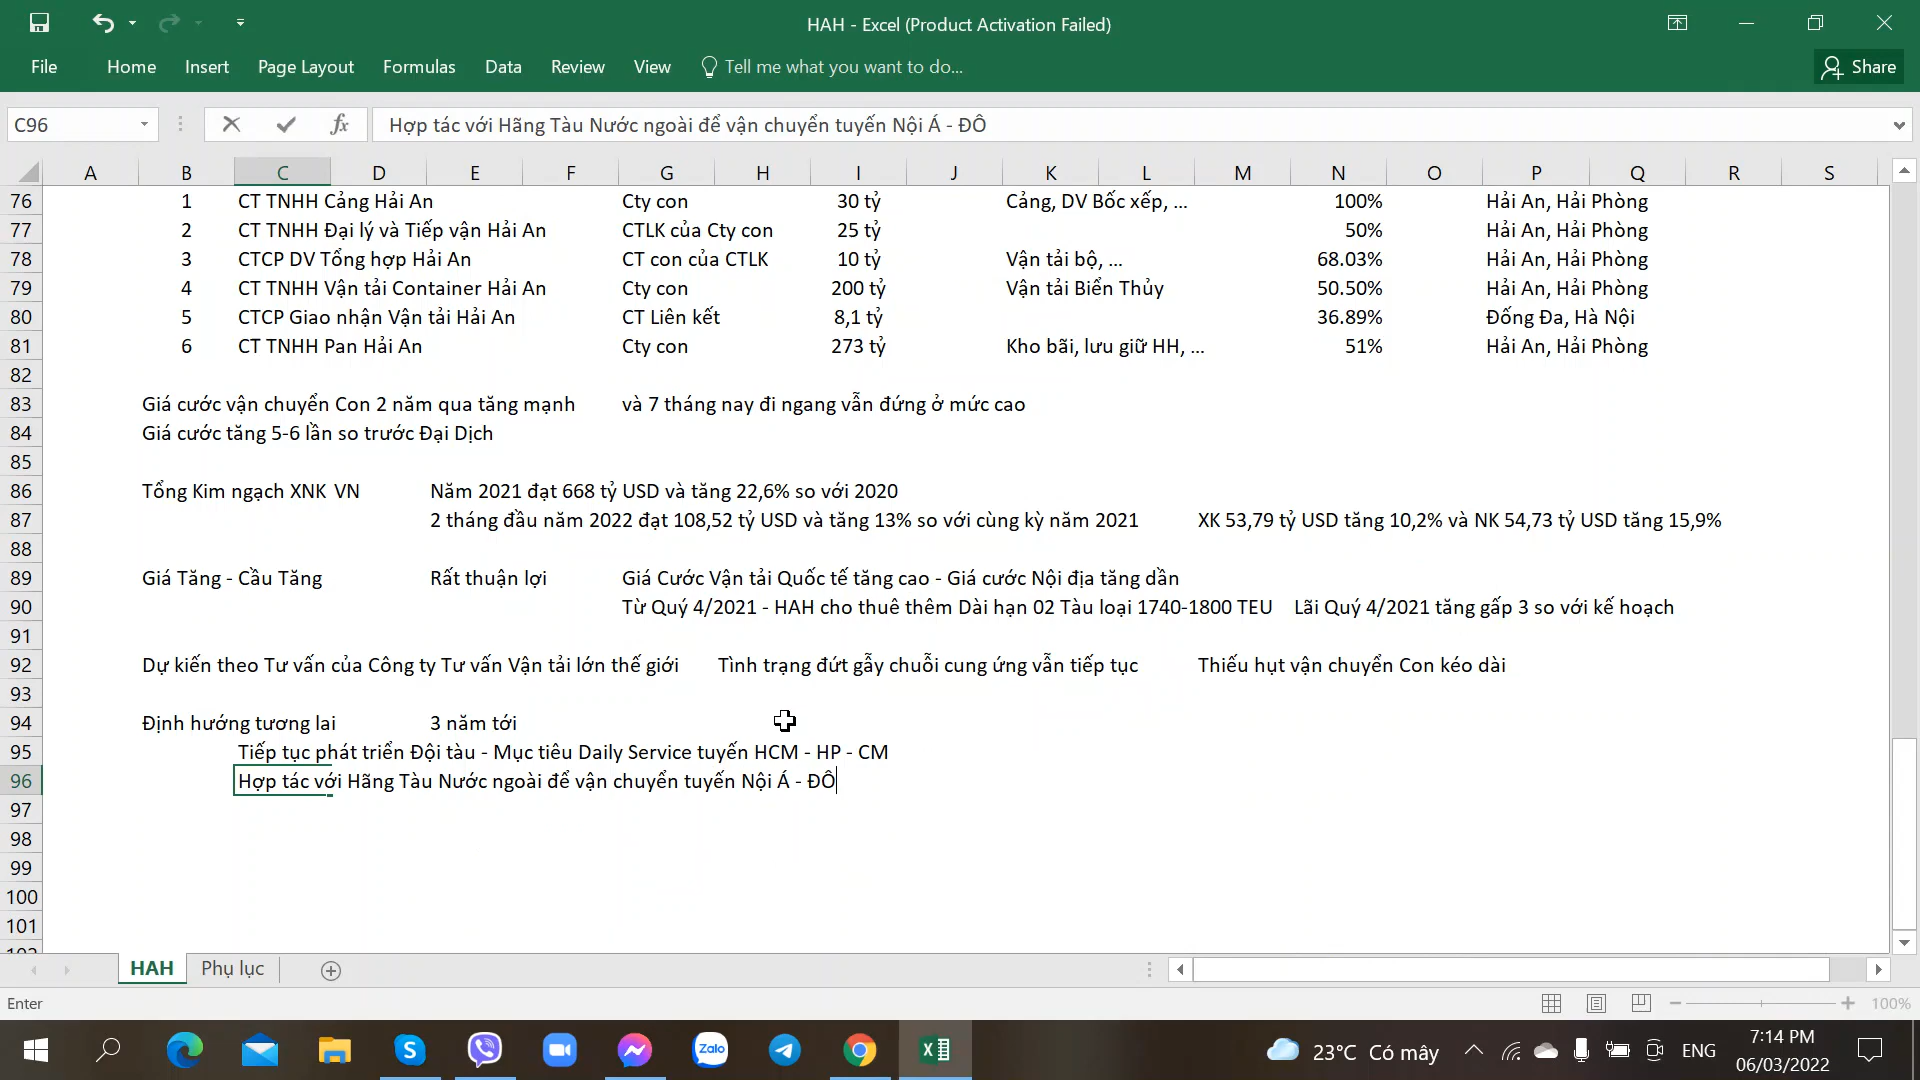 HAH - Excel (Product Activation Failed)
File Home Insert Page Layout Formulas Data Review View Tell me what you want to do... Share
C96 fx Hợp tác với Hãng Tàu Nước ngoài để vận chuyển tuyến Nội Á - ĐÔ
A B C D E F G H I J K L M N O P Q R S
76 1 CT TNHH Cảng Hải An Cty con 30 tỷ Cảng, DV Bốc xếp, ... 100% Hải An, Hải Phòng
77 2 CT TNHH Đại lý và Tiếp vận Hải An CTLK của Cty con 25 tỷ 50% Hải An, Hải Phòng
78 3 CTCP DV Tổng hợp Hải An CT con của CTLK 10 tỷ Vận tải bộ, ... 68.03% Hải An, Hải Phòng
79 4 CT TNHH Vận tải Container Hải An Cty con 200 tỷ Vận tải Biển Thủy 50.50% Hải An, Hải Phòng
80 5 CTCP Giao nhận Vận tải Hải An CT Liên kết 8,1 tỷ 36.89% Đống Đa, Hà Nội
81 6 CT TNHH Pan Hải An Cty con 273 tỷ Kho bãi, lưu giữ HH, ... 51% Hải An, Hải Phòng
82
83 Giá cước vận chuyển Con 2 năm qua tăng mạnh và 7 tháng nay đi ngang vẫn đứng ở mức cao
84 Giá cước tăng 5-6 lần so trước Đại Dịch
85
86 Tổng Kim ngạch XNK VN Năm 2021 đạt 668 tỷ USD và tăng 22,6% so với 2020
87 2 tháng đầu năm 2022 đạt 108,52 tỷ USD và tăng 13% so với cùng kỳ năm 2021 XK 53,79 tỷ USD tăng 10,2% và NK 54,73 tỷ USD tăng 15,9%
88
89 Giá Tăng - Cầu Tăng Rất thuận lợi Giá Cước Vận tải Quốc tế tăng cao - Giá cước Nội địa tăng dần
90 Từ Quý 4/2021 - HAH cho thuê thêm Dài hạn 02 Tàu loại 1740-1800 TEU Lãi Quý 4/2021 tăng gấp 3 so với kế hoạch
91
92 Dự kiến theo Tư vấn của Công ty Tư vấn Vận tải lớn thế giới Tình trạng đứt gẫy chuỗi cung ứng vẫn tiếp tục Thiếu hụt vận chuyển Con kéo dài
93
94 Định hướng tương lai 3 năm tới
95 Tiếp tục phát triển Đội tàu - Mục tiêu Daily Service tuyến HCM - HP - CM
96 Hợp tác với Hãng Tàu Nước ngoài để vận chuyển tuyến Nội Á - ĐÔ
97
98
99
100
101
HAH Phụ lục
Enter 100%
Zalo 23°C Có mây ENG 7:14 PM
06/03/2022